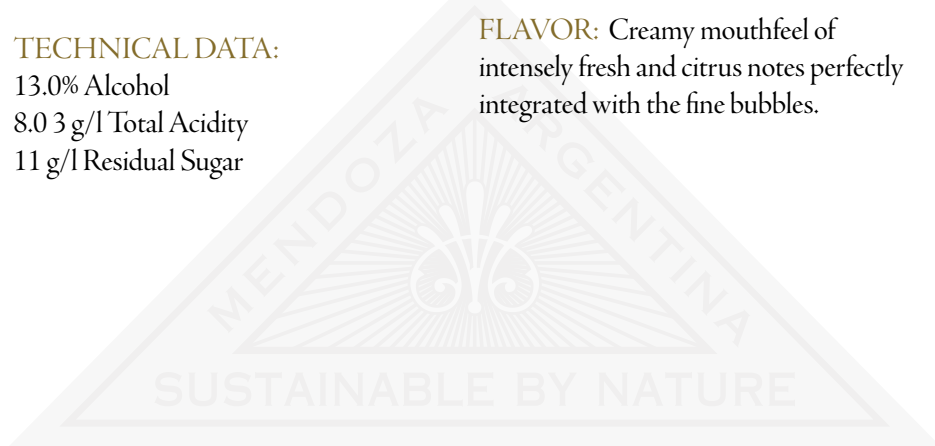 TECHNICAL DATA:
13.0% Alcohol
8.0 3 g/l Total Acidity
11 g/l Residual Sugar
FLAVOR: Creamy mouthfeel of
intensely fresh and citrus notes perfectly
integrated with the fine bubbles.
MENDOZA ARGENTINA
SUSTAINABLE BY NATURE